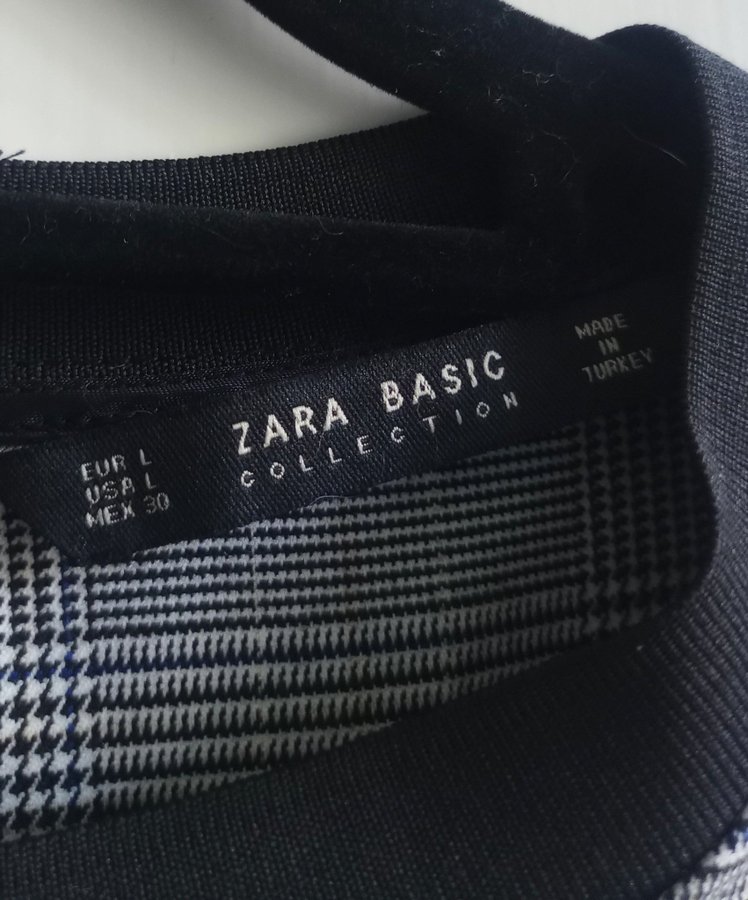 EUR L
USA L
MEX 30
ZARA BASIC
COLLECTION
MADE
IN
TURKEY